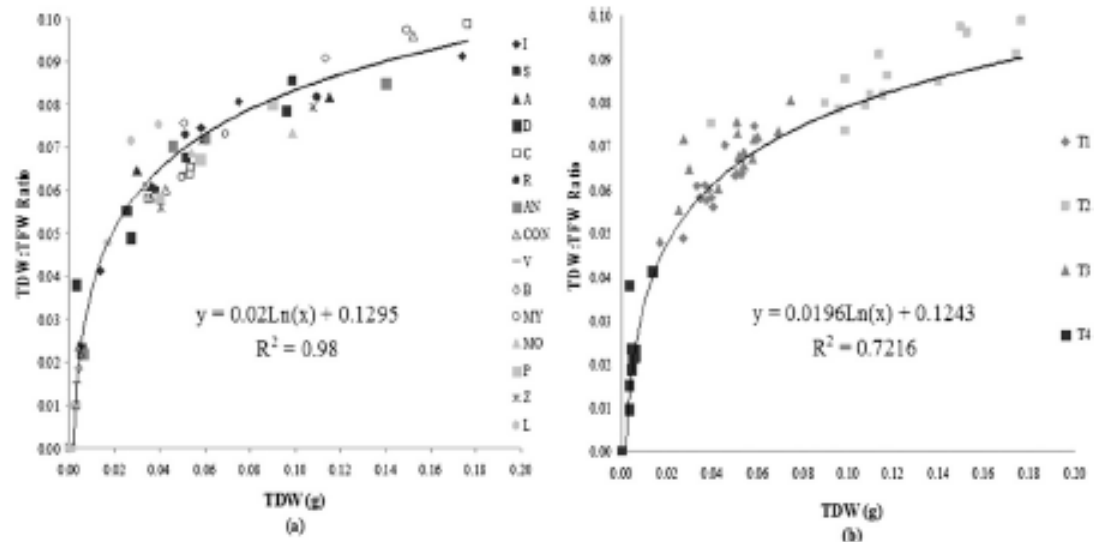 0.10
0.09
0.08
0.07
0.06
0.05
0.04
0.03
0.02
0.01
0.00
TDW:TFW Ratio
y = 0.02Ln(x) + 0.1295
R² = 0.98
0.00 0.02 0.04 0.06 0.08 0.10 0.12 0.14 0.16 0.18 0.20
TDW (g)
(a)
I
S
A
D
C
R
AN
CON
V
B
MY
MO
P
Z
L
0.10
0.09
0.08
0.07
0.06
0.05
0.04
0.03
0.02
0.01
0.00
TDW:TFW Ratio
y = 0.0196Ln(x) + 0.1243
R² = 0.7216
0.00 0.02 0.04 0.06 0.08 0.10 0.12 0.14 0.16 0.18 0.20
TDW (g)
(b)
T1
T2
T3
T4